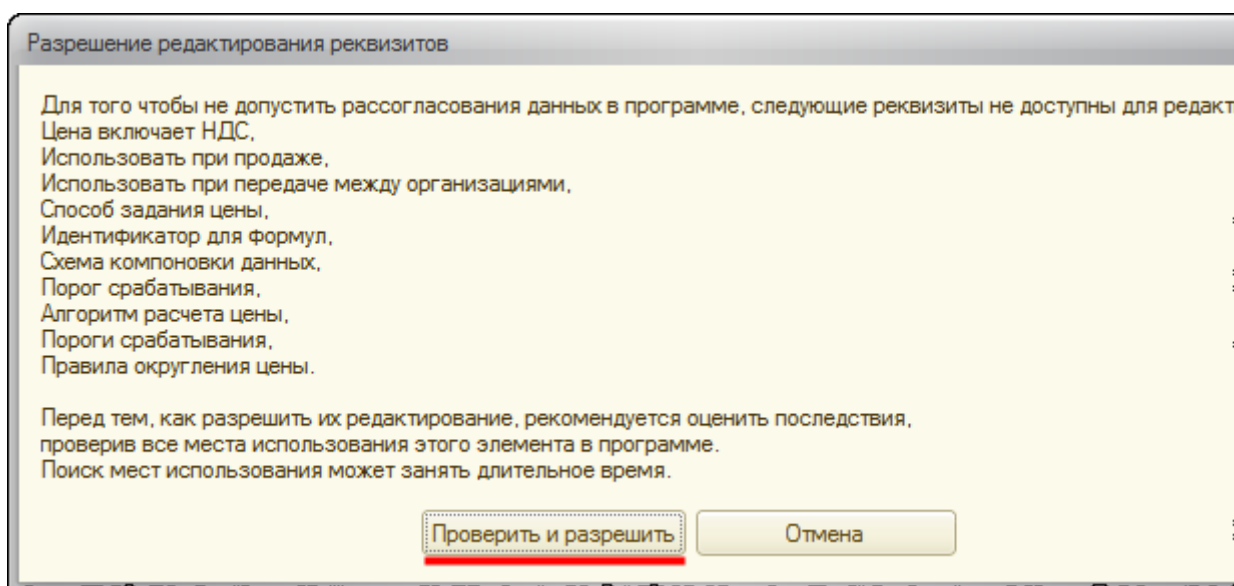 Разрешение редактирования реквизитов
Для того чтобы не допустить рассогласования данных в программе, следующие реквизиты не доступны для редакт
Цена включает НДС,
Использовать при продаже,
Использовать при передаче между организациями,
Способ задания цены,
Идентификатор для формул,
Схема компоновки данных,
Порог срабатывания,
Алгоритм расчета цены,
Пороги срабатывания,
Правила округления цены.
Перед тем, как разрешить их редактирование, рекомендуется оценить последствия,
проверив все места использования этого элемента в программе.
Поиск мест использования может занять длительное время.
Проверить и разрешить Отмена